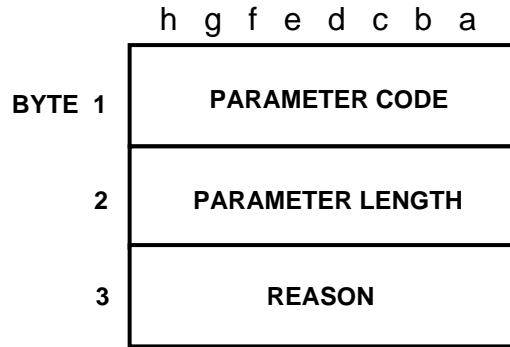 h g f e d c b a
BYTE 1 PARAMETER CODE
2 PARAMETER LENGTH
3 REASON